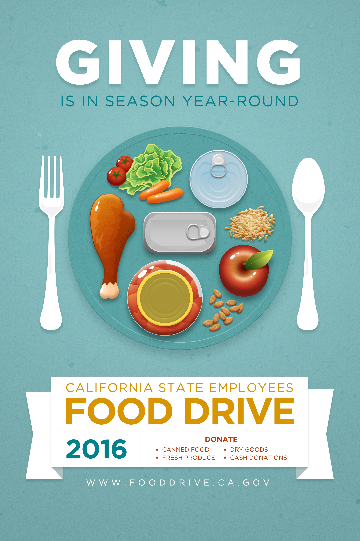 GIVING
IS IN SEASON YEAR-ROUND
CALIFORNIA STATE EMPLOYEES
FOOD DRIVE
2016
DONATE
• CANNED FOOD • DRY GOODS
• FRESH PRODUCE • CASH DONATIONS
WWW.FOODDRIVE.CA.GOV